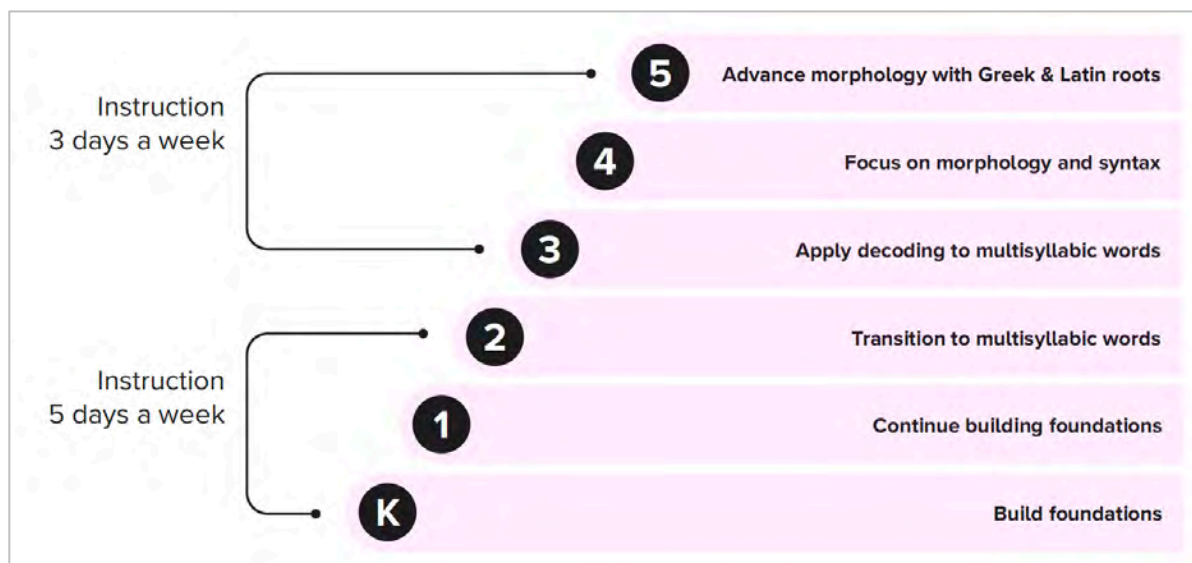 Instruction
3 days a week
5
Advance morphology with Greek & Latin roots
4
Focus on morphology and syntax
3
Apply decoding to multisyllabic words
Instruction
5 days a week
2
Transition to multisyllabic words
1
Continue building foundations
K
Build foundations